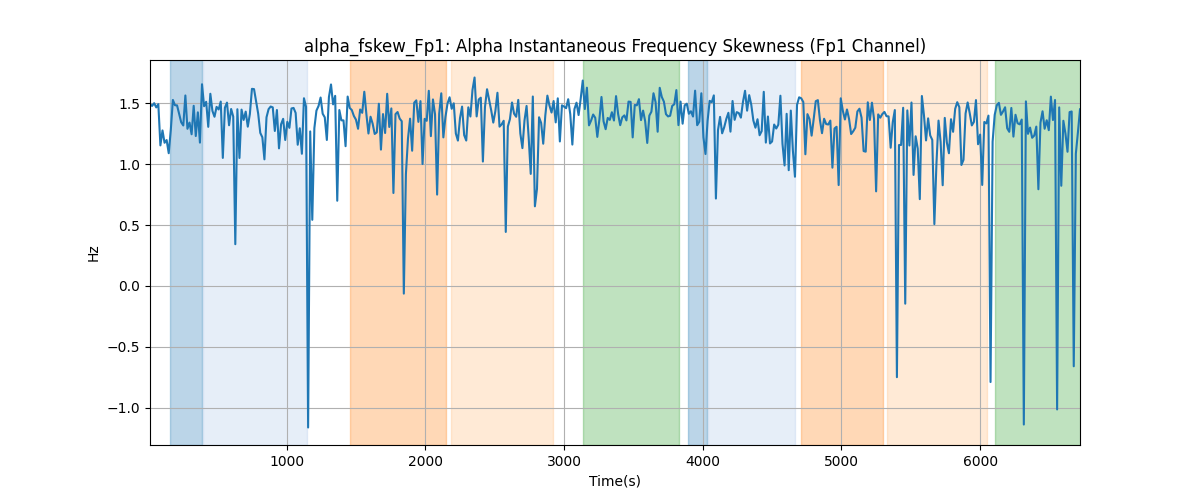 alpha_fskew_Fp1: Alpha Instantaneous Frequency Skewness (Fp1 Channel)
1.5
1.0
0.5
0.0
−0.5
−1.0
Hz
1000 2000 3000 4000 5000 6000
Time(s)